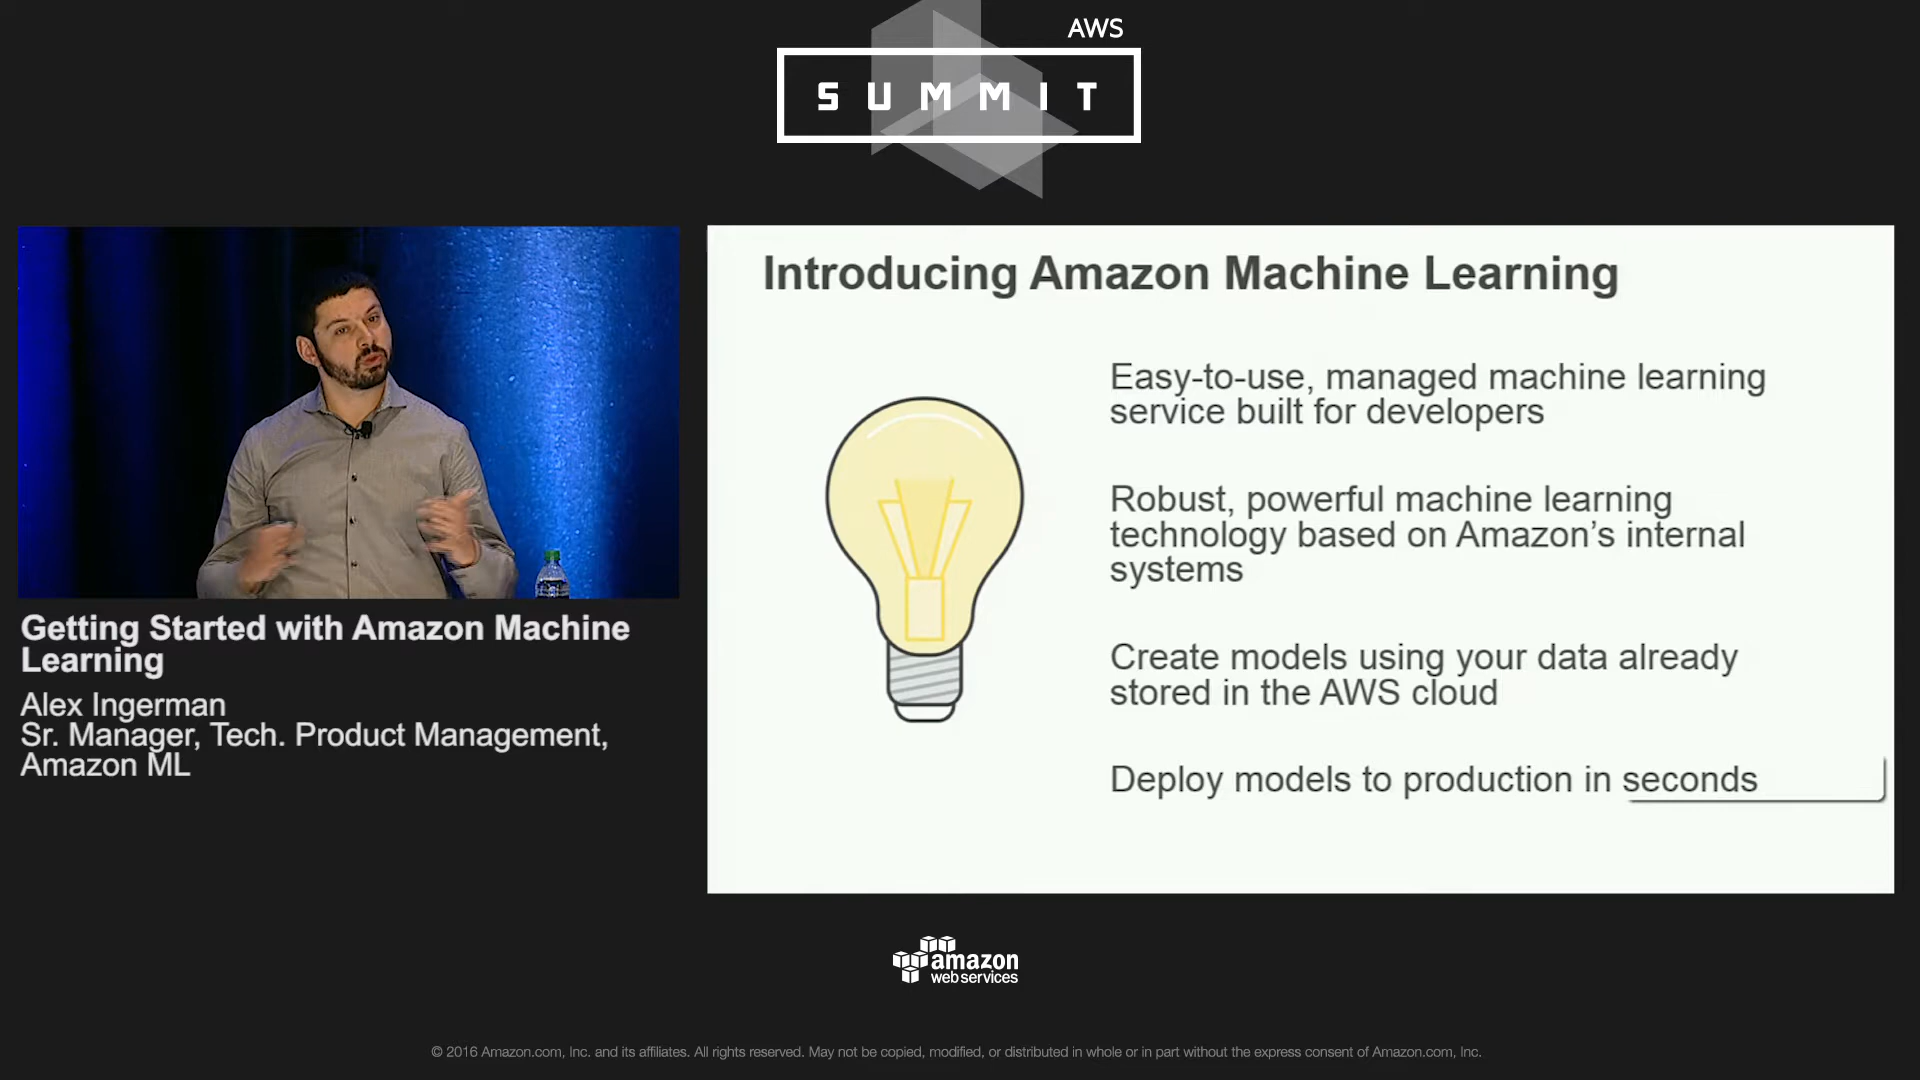 AWS
SUMMIT
Introducing Amazon Machine Learning
Easy-to-use, managed machine learning
service built for developers
Robust, powerful machine learning
technology based on Amazon’s internal
systems
Create models using your data already
stored in the AWS cloud
Deploy models to production in seconds
Getting Started with Amazon Machine
Learning
Alex Ingerman
Sr. Manager, Tech. Product Management,
Amazon ML
amazon
webservices
© 2016 Amazon.com, Inc. and its affiliates. All rights reserved. May not be copied, modified, or distributed in whole or in part without the express consent of Amazon.com, Inc.